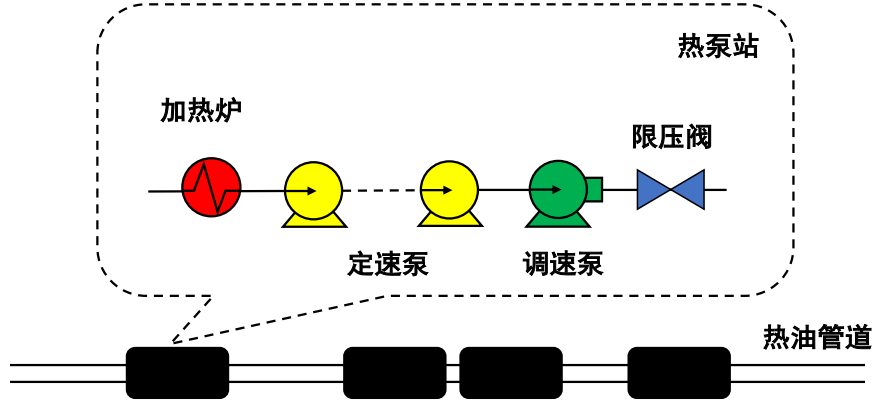 热泵站
加热炉
限压阀
定速泵
调速泵
热油管道